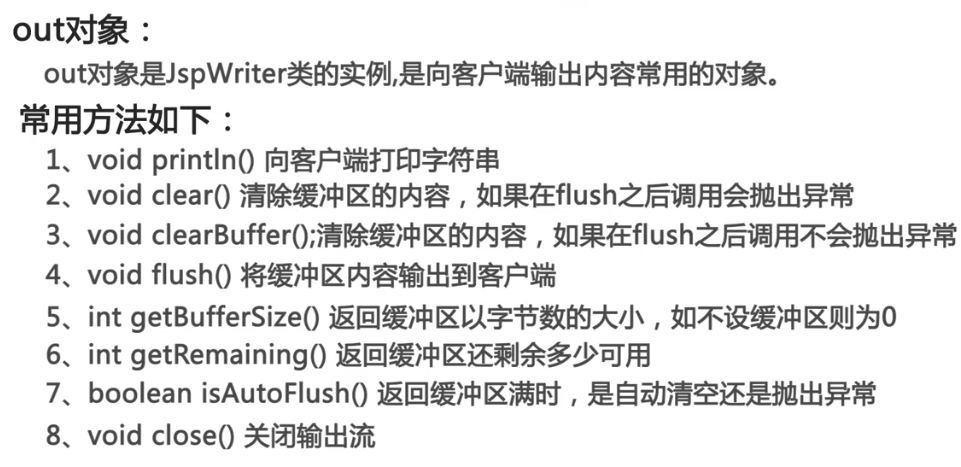 out对象：
out对象是JspWriter类的实例,是向客户端输出内容常用的对象。
常用方法如下：
1、void println() 向客户端打印字符串
2、void clear() 清除缓冲区的内容，如果在flush之后调用会抛出异常
3、void clearBuffer();清除缓冲区的内容，如果在flush之后调用不会抛出异常
4、void flush() 将缓冲区内容输出到客户端
5、int getBufferSize() 返回缓冲区以字节数的大小，如不设缓冲区则为0
6、int getRemaining() 返回缓冲区还剩余多少可用
7、boolean isAutoFlush() 返回缓冲区满时，是自动清空还是抛出异常
8、void close() 关闭输出流